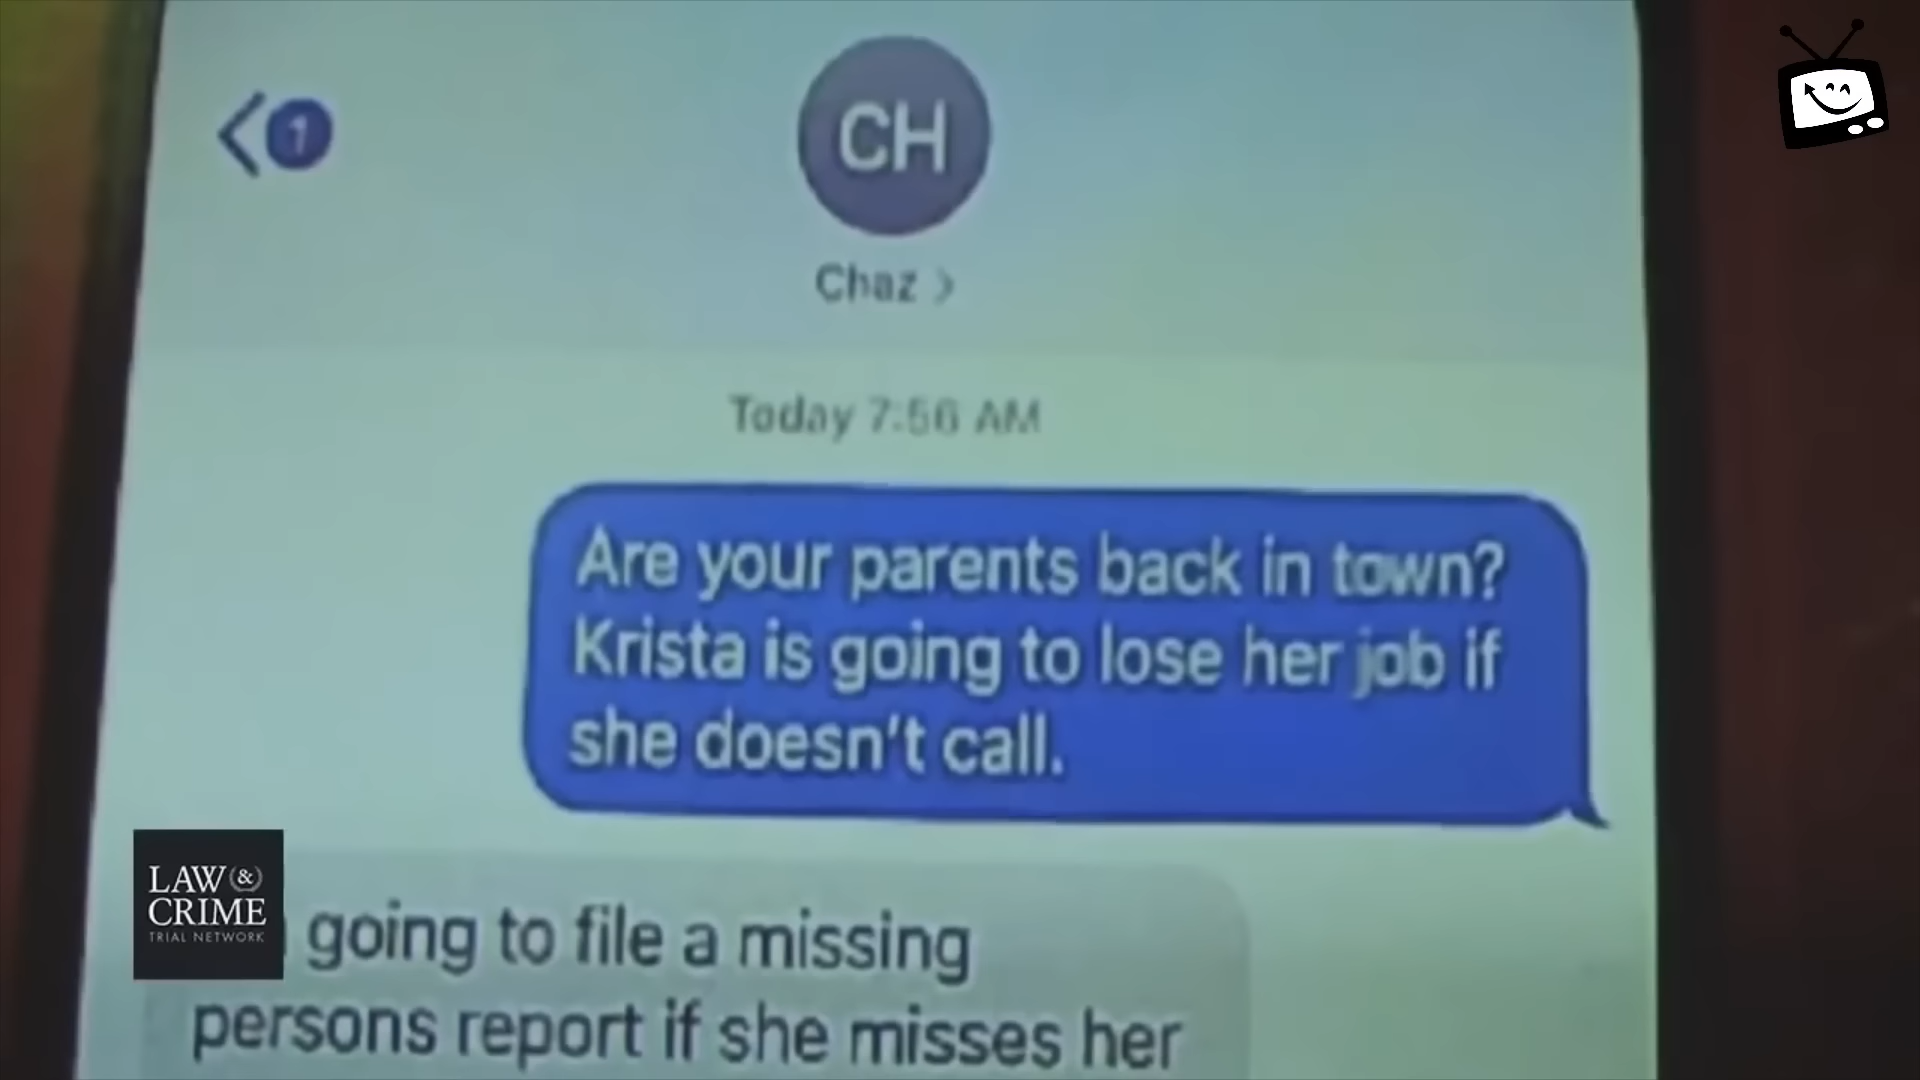 1
CH
Chaz >
Today 7:56 AM
Are your parents back in town?
Krista is going to lose her job if
she doesn't call.
going to file a missing
persons report if she misses her
LAW &
CRIME
TRIAL NETWORK